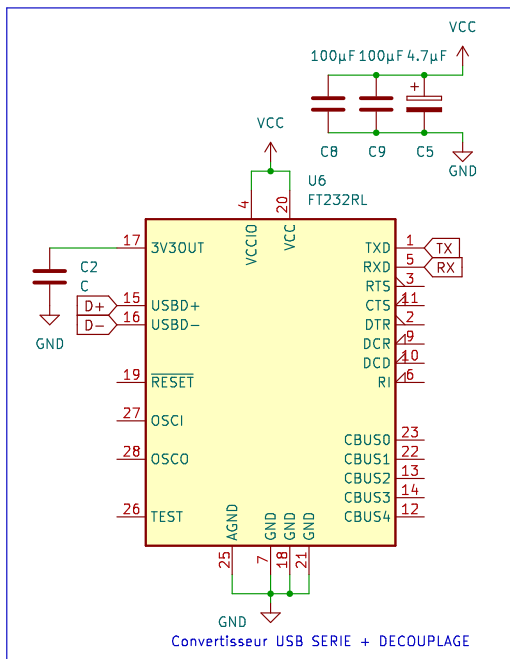 VCC
100µF 100µF 4.7µF
+
C8 C9 C5
GND
VCC
U6
FT232RL
4 20
VCCIO VCC
17 3V3OUT
C2
C
GND
D+ 15 USBD+
D- 16 USBD-
19 RESET
27 OSCI
28 OSCO
26 TEST
TXD 1 TX
RXD 5 RX
RTS 3
CTS 11
DTR 2
DCR 9
DCD 10
RI 6
CBUS0 23
CBUS1 22
CBUS2 13
CBUS3 14
CBUS4 12
AGND GND GND GND
25 7 18 21
GND
Convertisseur USB SERIE + DECOUPLAGE